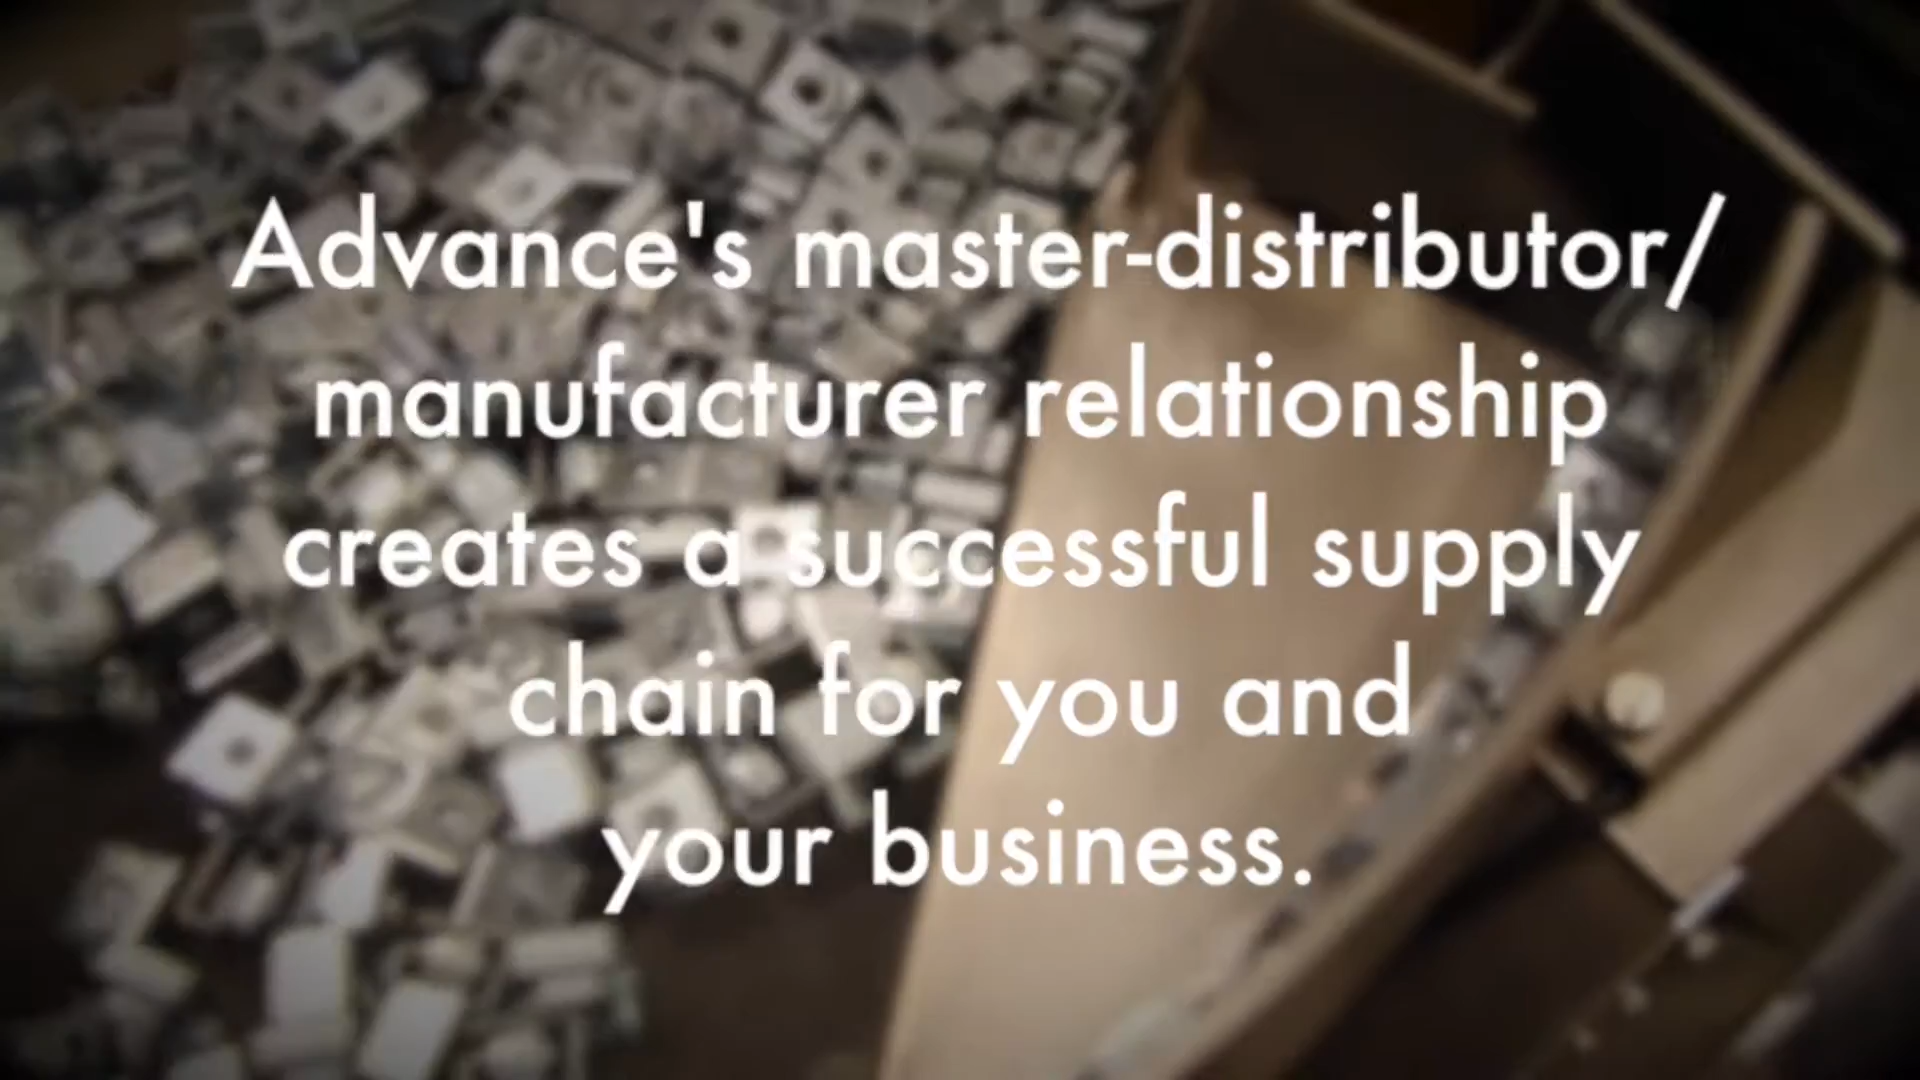 Advance's master-distributor/
manufacturer relationship
creates a successful supply
chain for you and
your business.